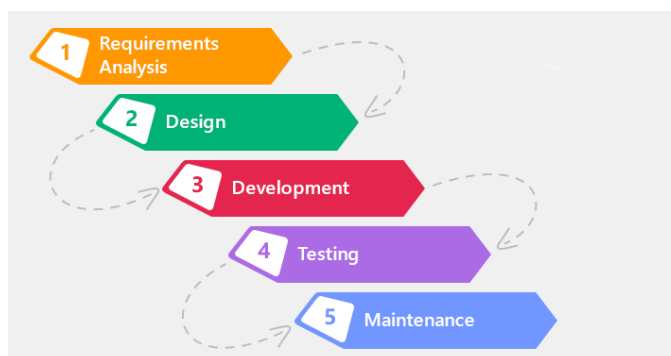 1
Requirements
Analysis
2
Design
3
Development
4
Testing
5
Maintenance